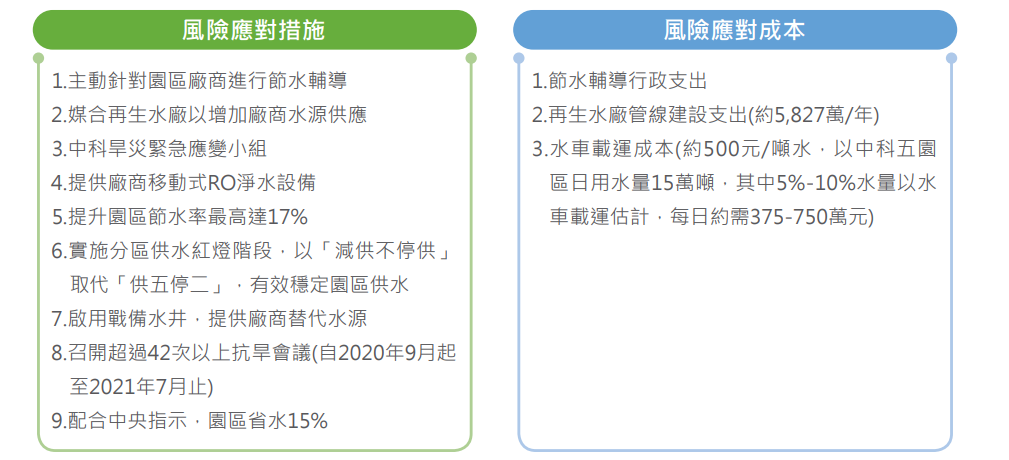 風險應對措施
1.主動針對園區廠商進行節水輔導
2.媒合再生水廠以增加廠商水源供應
3.中科旱災緊急應變小組
4.提供廠商移動式RO淨水設備
5.提升園區節水率最高達17%
6.實施分區供水紅燈階段，以「減供不停供」
取代「供五停二」，有效穩定園區供水
7.啟用戰備水井，提供廠商替代水源
8.召開超過42次以上抗旱會議(自2020年9月起
至2021年7月止)
9.配合中央指示，園區省水15%
風險應對成本
1.節水輔導行政支出
2.再生水廠管線建設支出(約5,827萬/年)
3.水車載運成本(約500元/噸水，以中科五園
區日用水量15萬噸，其中5%-10%水量以水
車載運估計，每日約需375-750萬元)